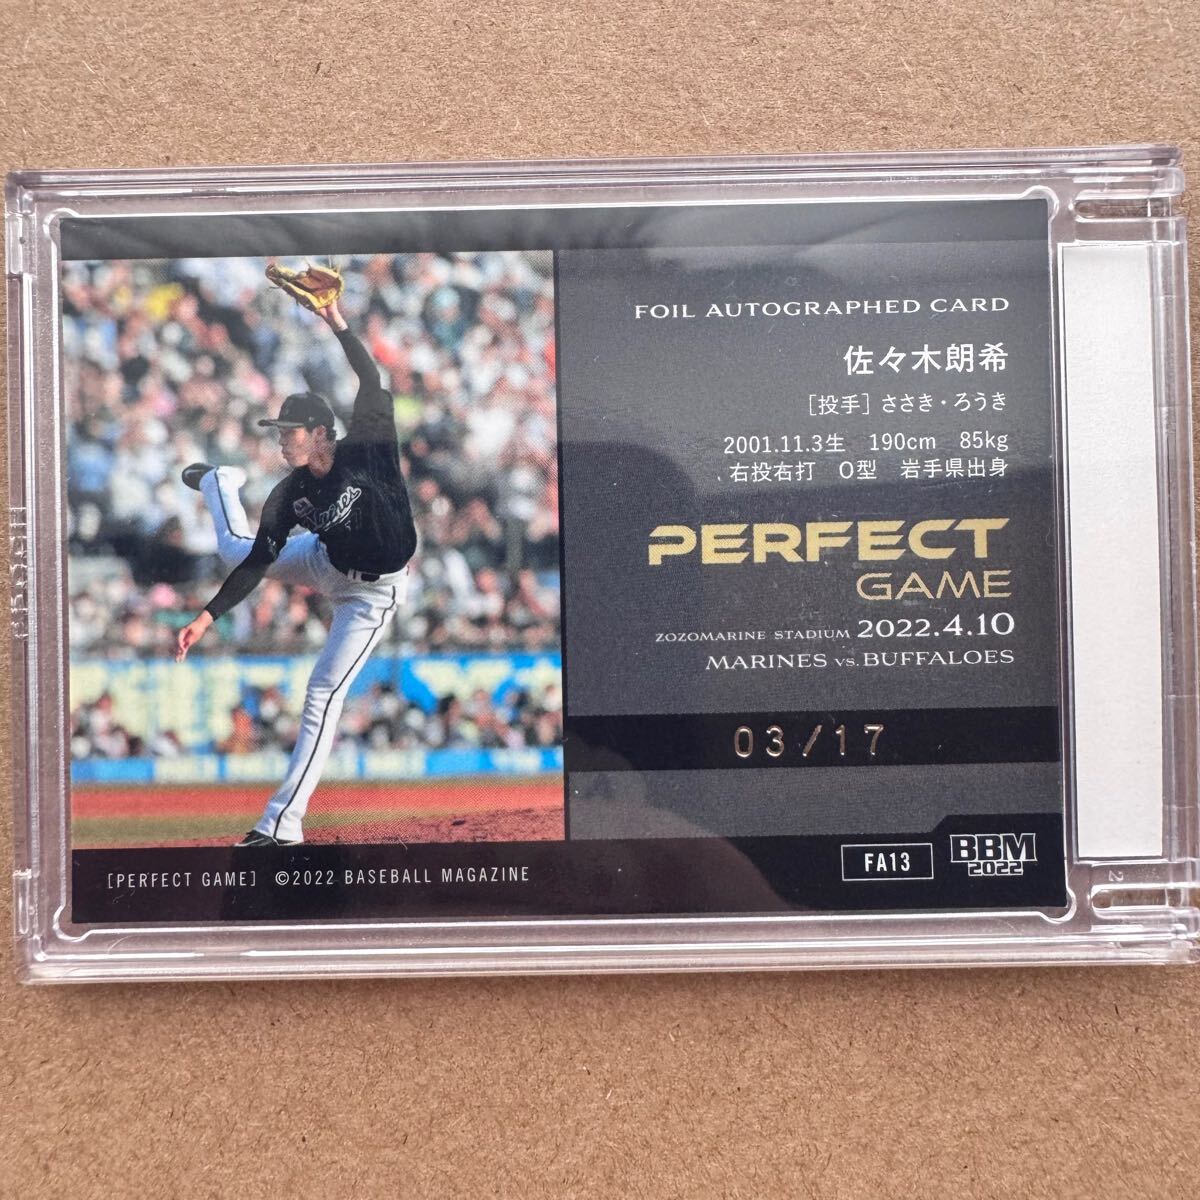 FOIL AUTOGRAPHED CARD
佐々木朗希
[投手] ささき・ろうき
2001.11.3生 190cm 85kg
右投右打 O型 岩手県出身
PERFECT
GAME
ZOZOMARINE STADIUM 2022.4.10
MARINES VS. BUFFALOES
03/17
FA13
BBM
2022
[PERFECT GAME] ©2022 BASEBALL MAGAZINE
Marines